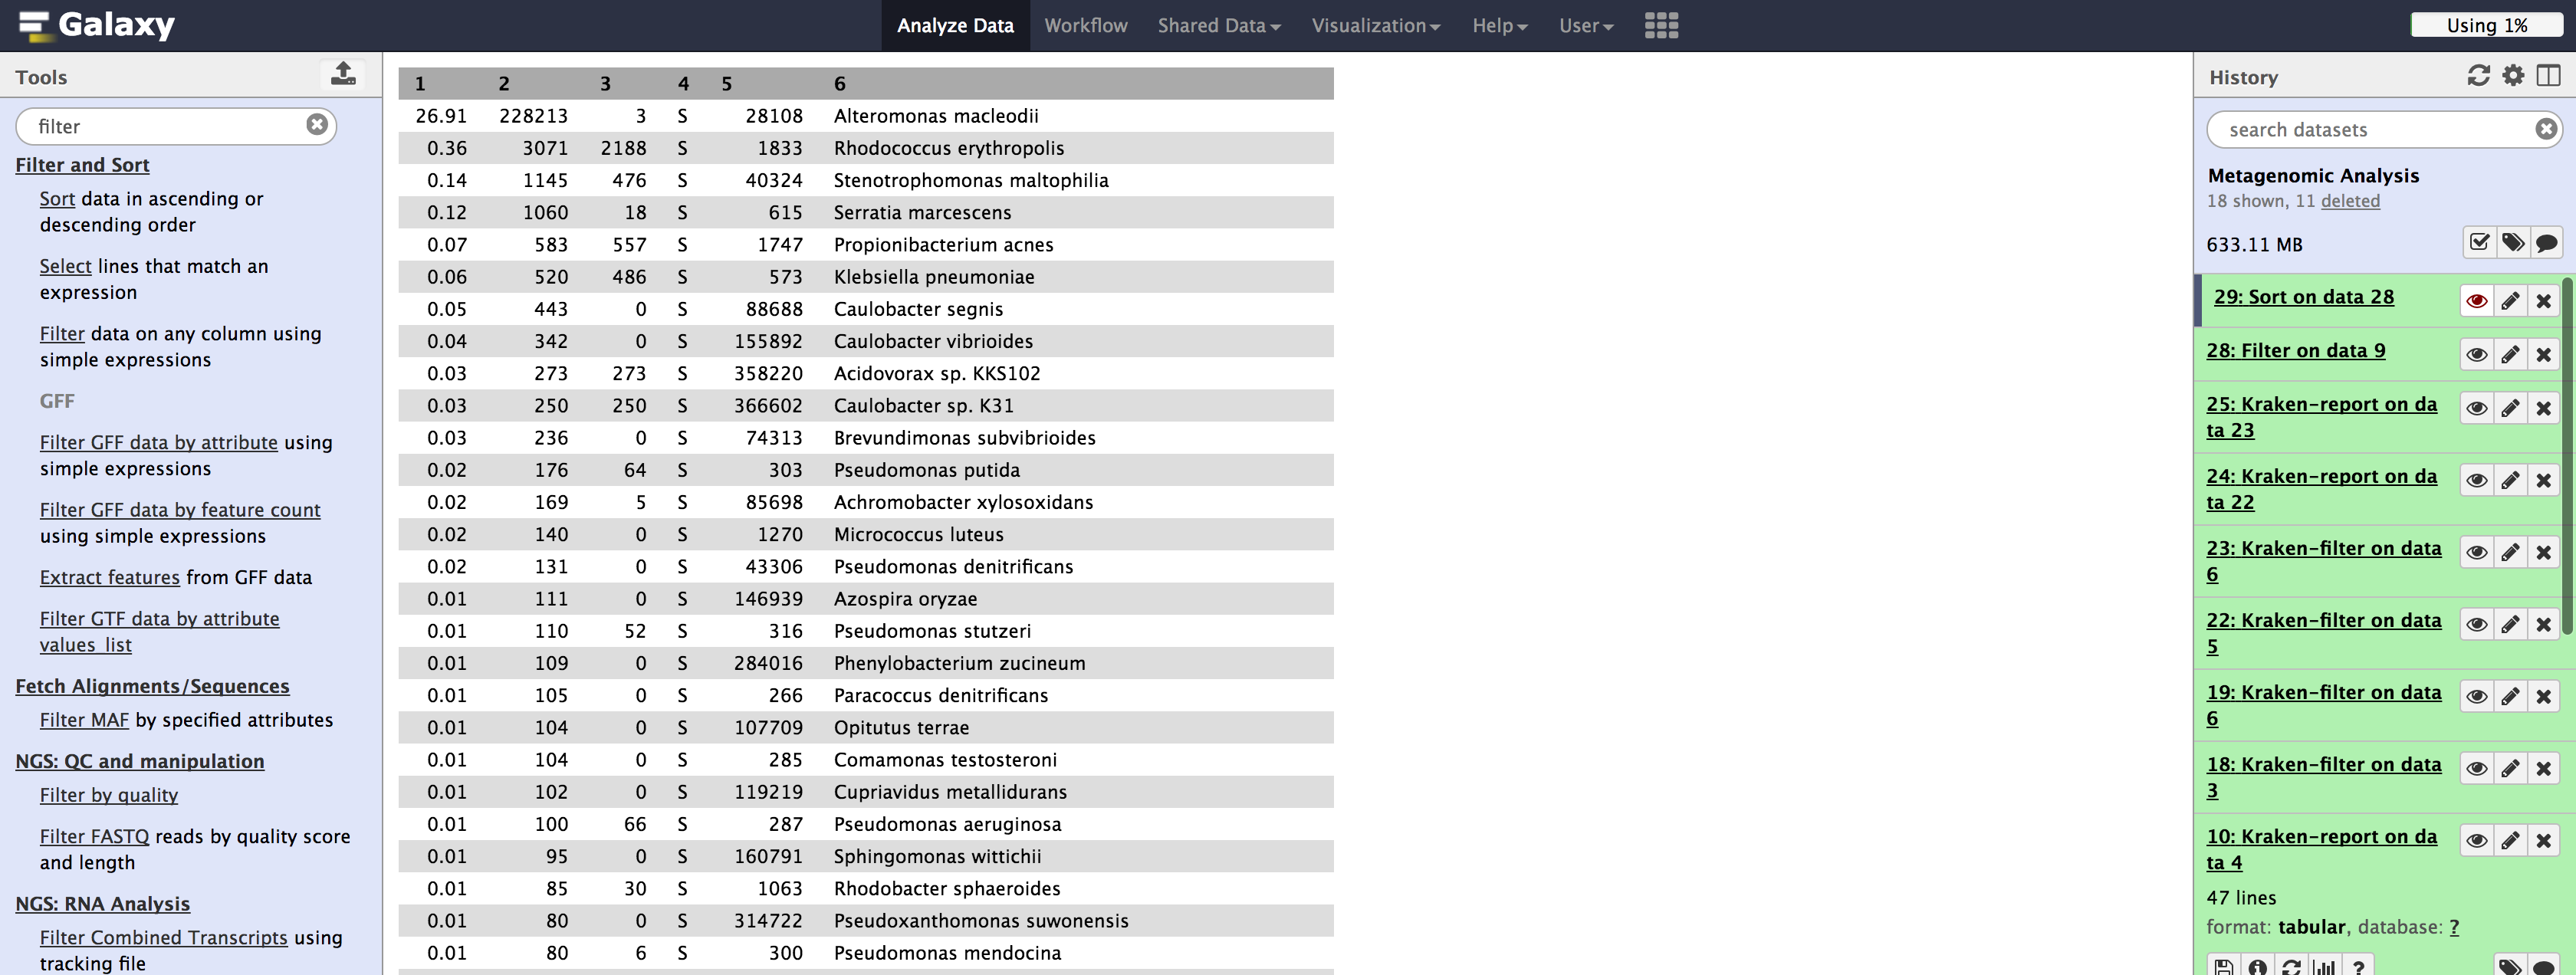 Galaxy
Analyze Data Workflow Shared Data Visualization Help User
Using 1%
Tools
filter
Filter and Sort
Sort data in ascending or
descending order
Select lines that match an
expression
Filter data on any column using
simple expressions
GFF
Filter GFF data by attribute using
simple expressions
Filter GFF data by feature count
using simple expressions
Extract features from GFF data
Filter GTF data by attribute
values_list
Fetch Alignments/Sequences
Filter MAF by specified attributes
NGS: QC and manipulation
Filter by quality
Filter FASTQ reads by quality score
and length
NGS: RNA Analysis
Filter Combined Transcripts using
tracking file
1 2 3 4 5 6
26.91 228213 3 S 28108 Alteromonas macleodii
0.36 3071 2188 S 1833 Rhodococcus erythropolis
0.14 1145 476 S 40324 Stenotrophomonas maltophilia
0.12 1060 18 S 615 Serratia marcescens
0.07 583 557 S 1747 Propionibacterium acnes
0.06 520 486 S 573 Klebsiella pneumoniae
0.05 443 0 S 88688 Caulobacter segnis
0.04 342 0 S 155892 Caulobacter vibrioides
0.03 273 273 S 358220 Acidovorax sp. KKS102
0.03 250 250 S 366602 Caulobacter sp. K31
0.03 236 0 S 74313 Brevundimonas subvibrioides
0.02 176 64 S 303 Pseudomonas putida
0.02 169 5 S 85698 Achromobacter xylosoxidans
0.02 140 0 S 1270 Micrococcus luteus
0.02 131 0 S 43306 Pseudomonas denitrificans
0.01 111 0 S 146939 Azospira oryzae
0.01 110 52 S 316 Pseudomonas stutzeri
0.01 109 0 S 284016 Phenylobacterium zucineum
0.01 105 0 S 266 Paracoccus denitrificans
0.01 104 0 S 107709 Opitutus terrae
0.01 104 0 S 285 Comamonas testosteroni
0.01 102 0 S 119219 Cupriavidus metallidurans
0.01 100 66 S 287 Pseudomonas aeruginosa
0.01 95 0 S 160791 Sphingomonas wittichii
0.01 85 30 S 1063 Rhodobacter sphaeroides
0.01 80 0 S 314722 Pseudoxanthomonas suwonensis
0.01 80 6 S 300 Pseudomonas mendocina
History
search datasets
Metagenomic Analysis
18 shown, 11 deleted
633.11 MB
29: Sort on data 28
28: Filter on data 9
25: Kraken-report on da
ta 23
24: Kraken-report on da
ta 22
23: Kraken-filter on data
6
22: Kraken-filter on data
5
19: Kraken-filter on data
6
18: Kraken-filter on data
3
10: Kraken-report on da
ta 4
47 lines
format: tabular, database: ?
?